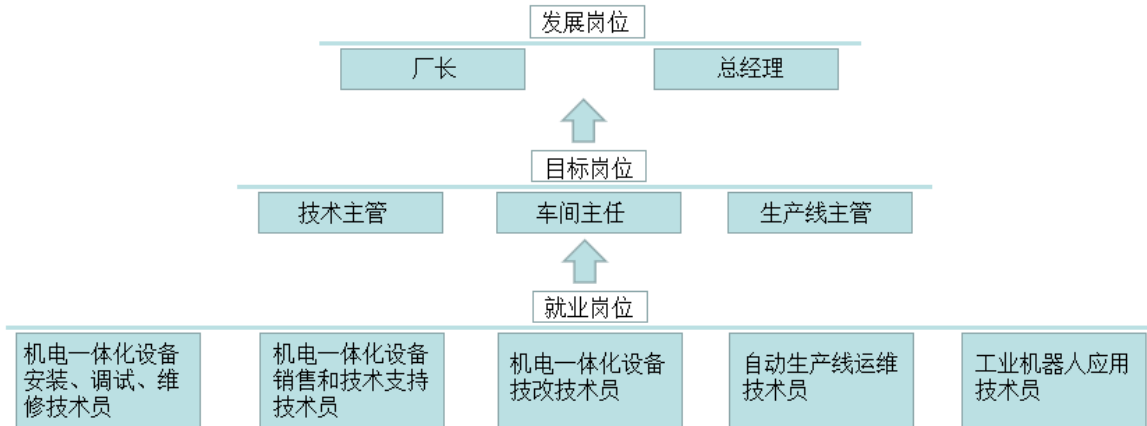 发展岗位
厂长
总经理
目标岗位
技术主管
车间主任
生产线主管
就业岗位
机电一体化设备
安装、调试、维
修技术员
机电一体化设备
销售和技术支持
技术员
机电一体化设备
技改技术员
自动生产线运维
技术员
工业机器人应用
技术员